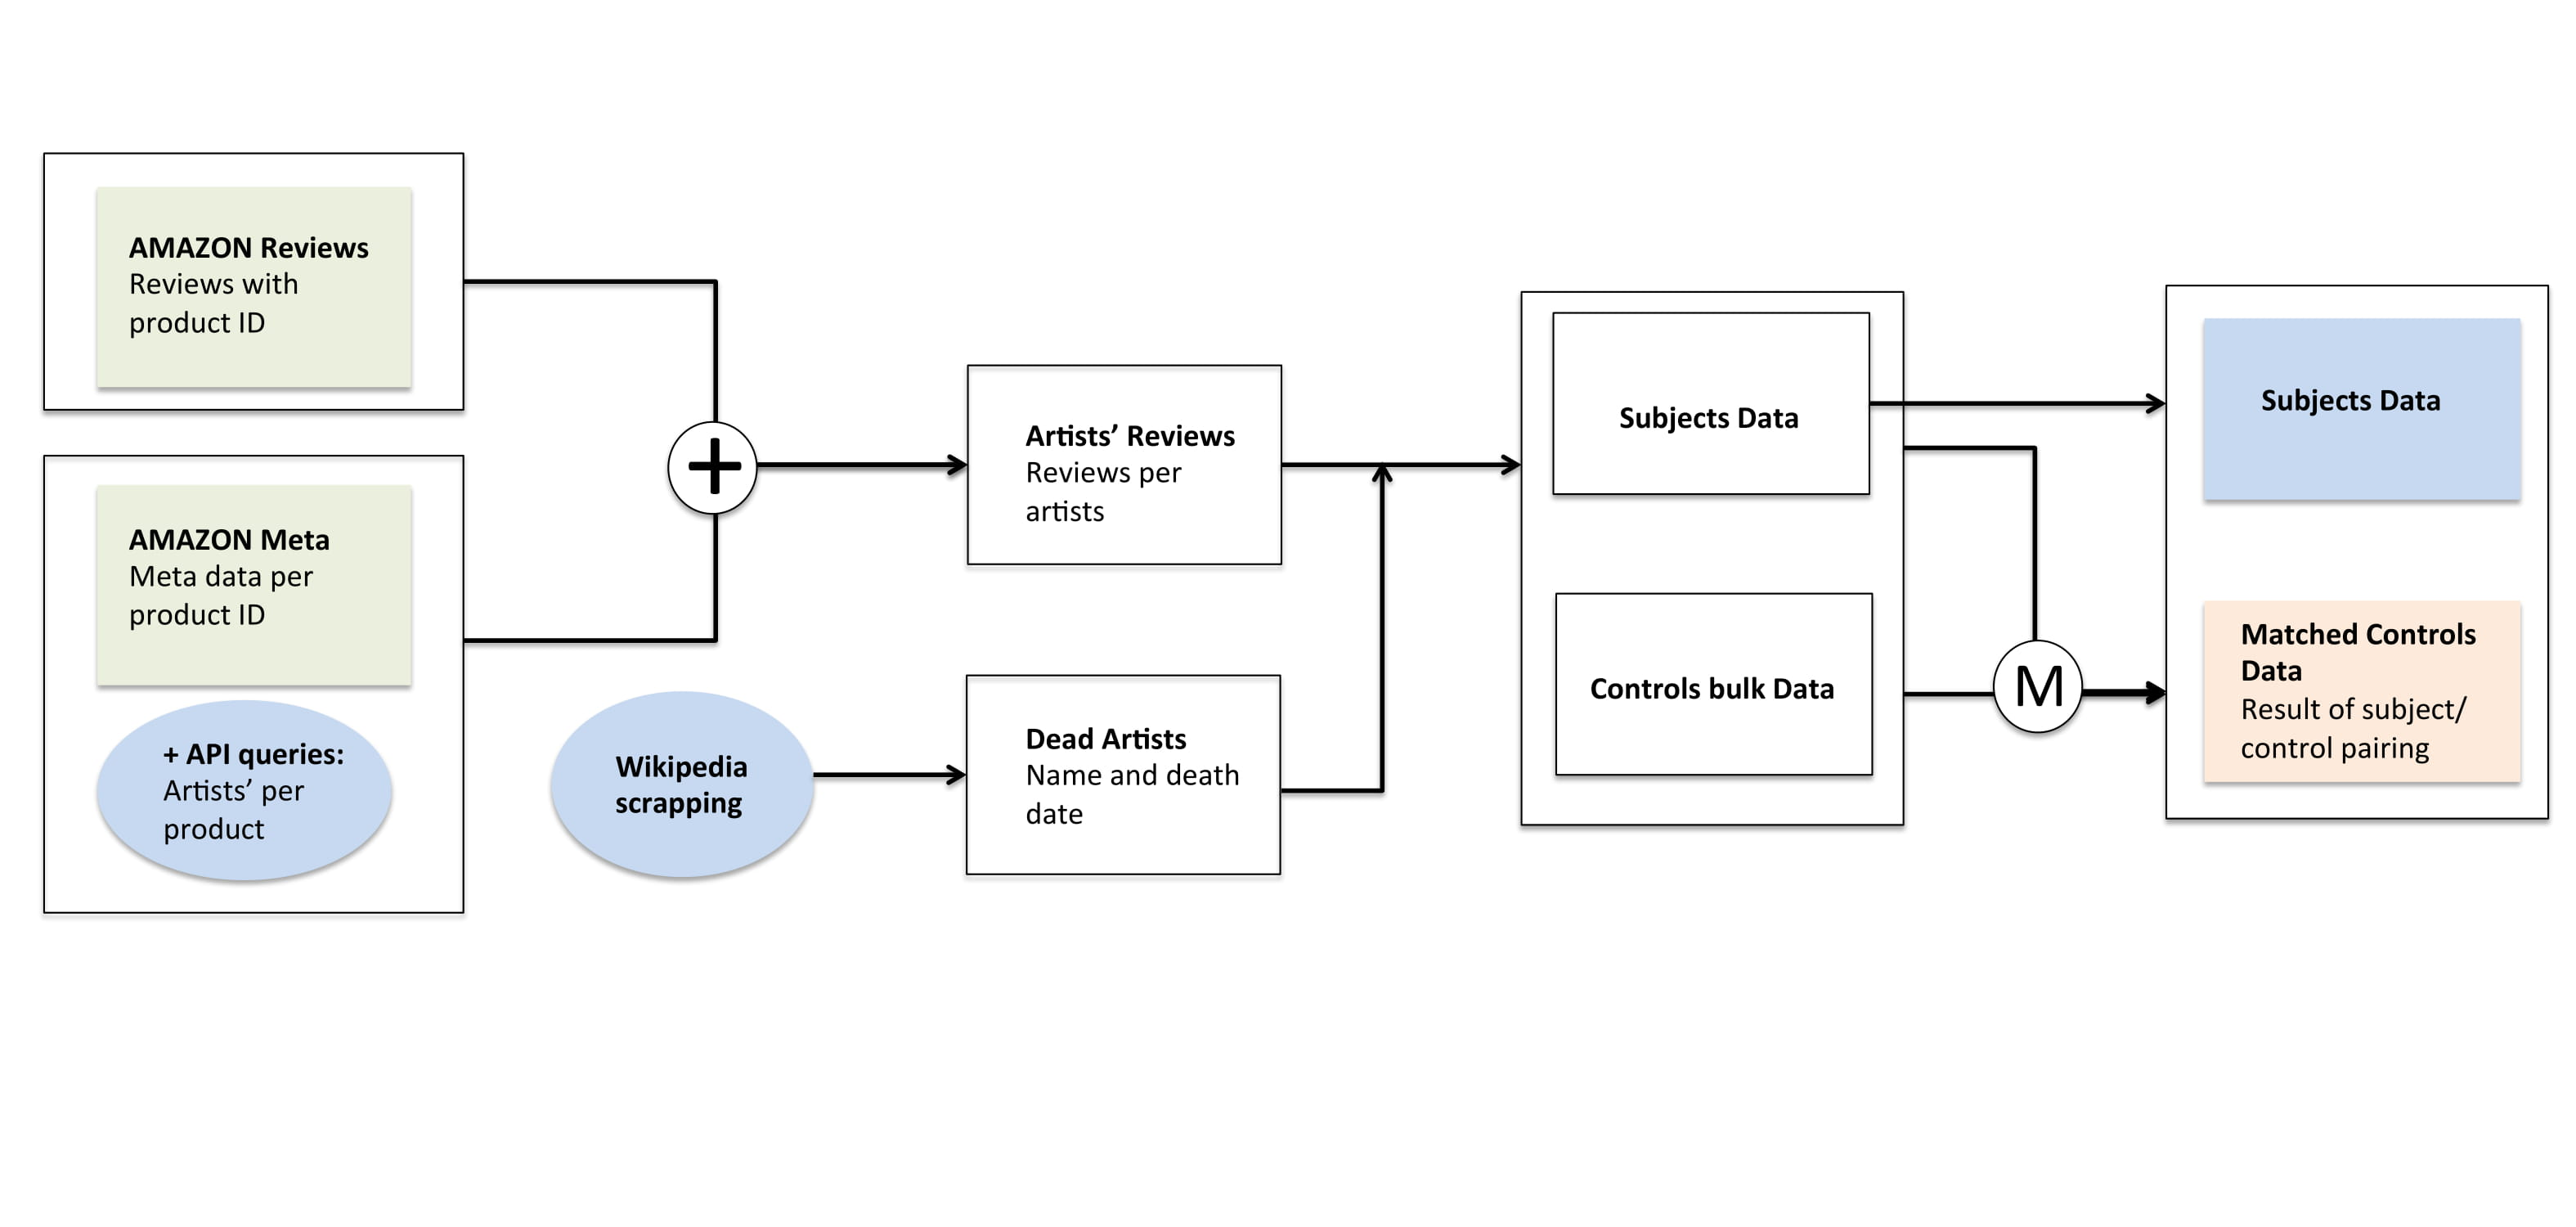 AMAZON Reviews
Reviews with
product ID
AMAZON Meta
Meta data per
product ID
+ API queries:
Artists’ per
product
+
Wikipedia
scrapping
Artists’ Reviews
Reviews per
artists
Dead Artists
Name and death
date
Subjects Data
Controls bulk Data
M
Subjects Data
Matched Controls
Data
Result of subject/
control pairing